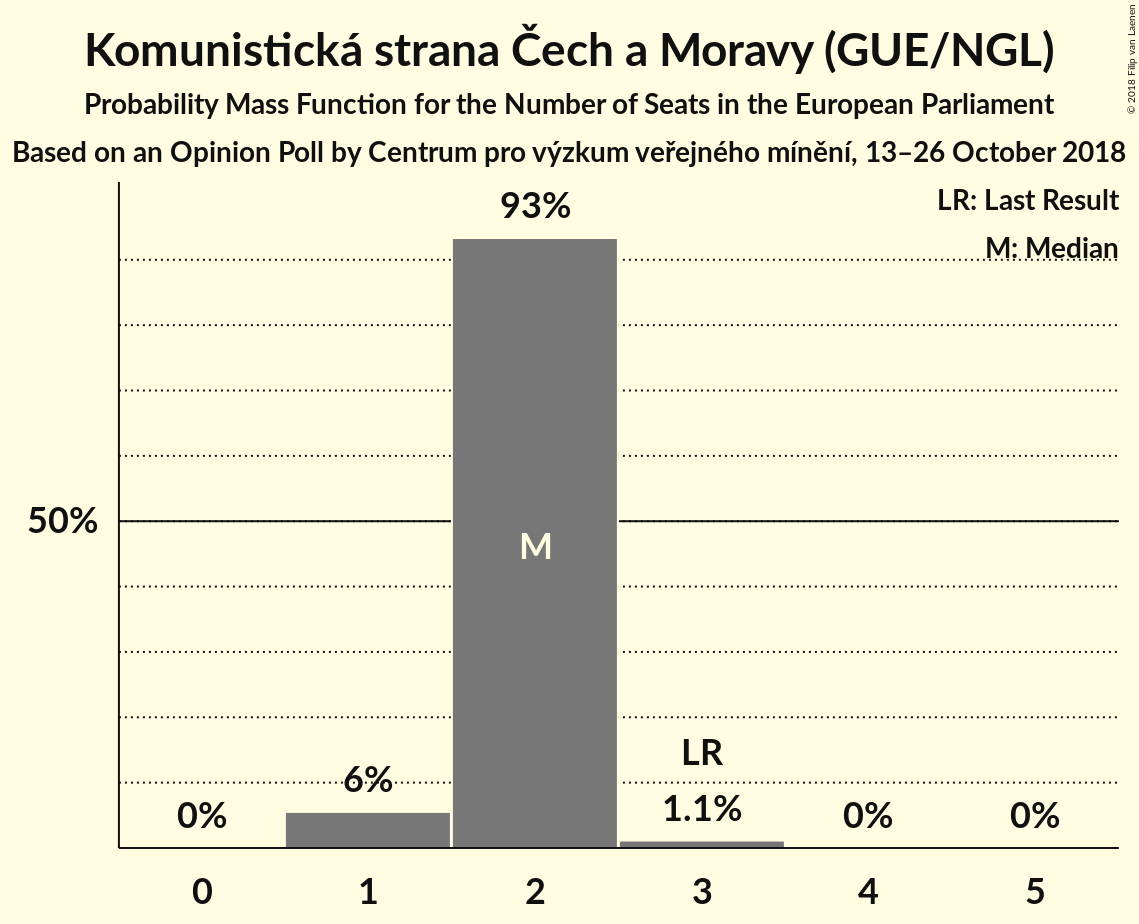 Komunistická strana Čech a Moravy (GUE/NGL)
Probability Mass Function for the Number of Seats in the European Parliament
Based on an Opinion Poll by Centrum pro výzkum veřejného mínění, 13–26 October 2018
© 2018 Filip van Laenen
LR: Last Result
M: Median
93%
50%
M
LR
6%
1.1%
0%
0%
0%
0 1 2 3 4 5